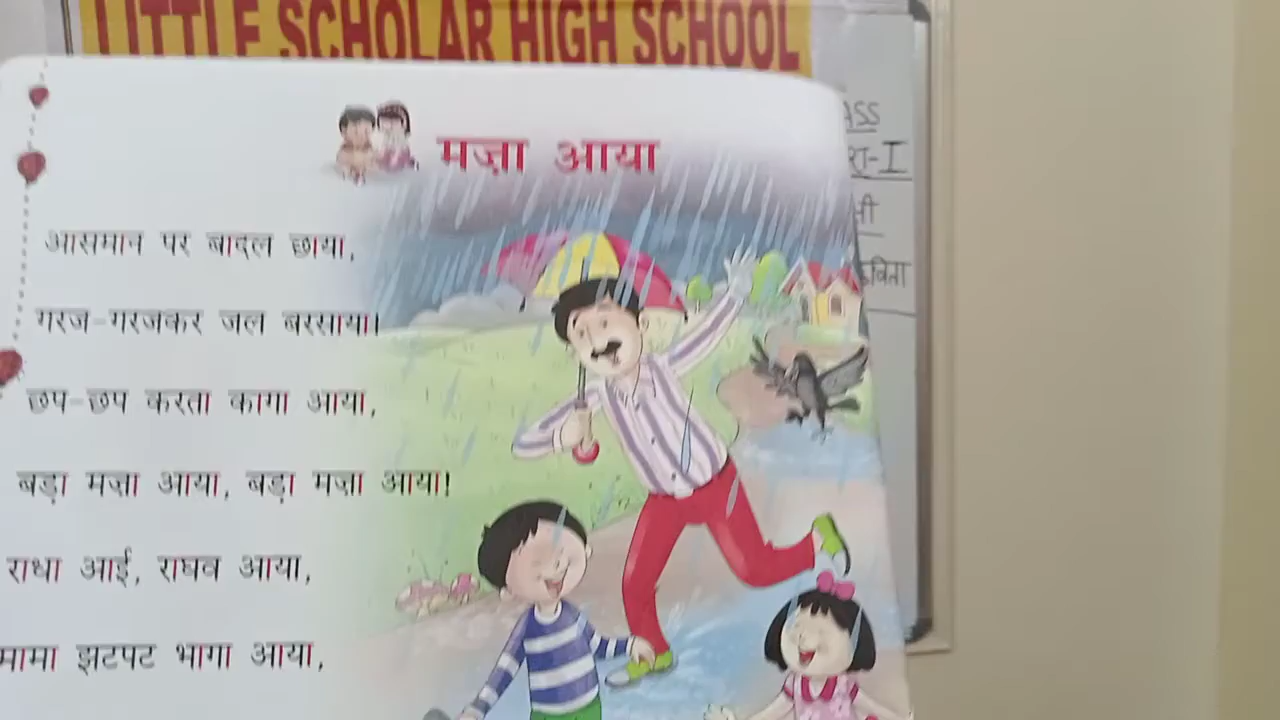 LITTLE SCHOLAR HIGH SCHOOL
मज़ा आया
आसमान पर बादल छाया,
गरज-गरजकर जल बरसाया।
छप-छप करता कागा आया,
बड़ा मज़ा आया, बड़ा मज़ा आया!
राधा आई, राघव आया,
मामा झटपट भागा आया,